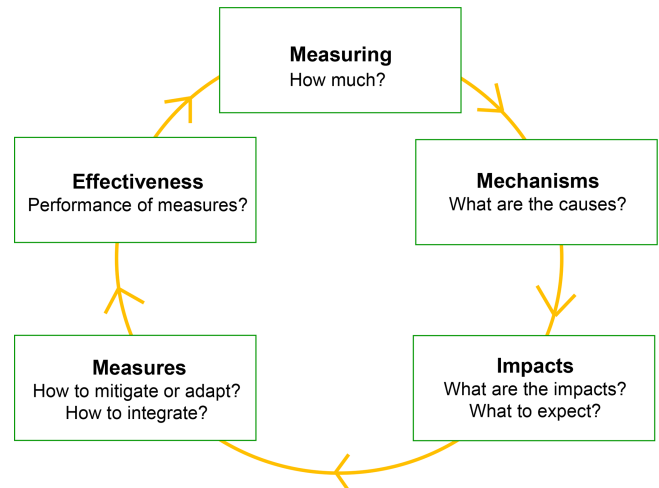 Measuring
How much?
Mechanisms
What are the causes?
Impacts
What are the impacts?
What to expect?
Measures
How to mitigate or adapt?
How to integrate?
Effectiveness
Performance of measures?